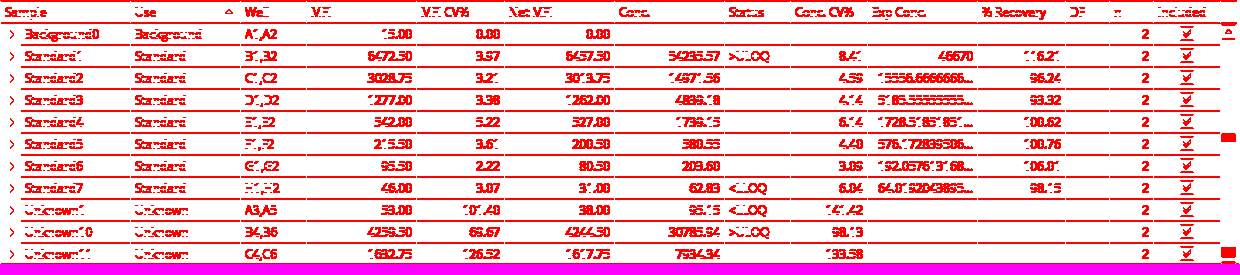 Sample Use Well MFI MFI CV% Net MFI Conc. Status Conc. CV% Exp Conc. % Recovery DF n Included
Background0 Background A1,A2 15.00 0.00 0.00 2
Standard1 Standard B1,B2 6472.50 3.97 6457.50 54235.57 >ULOQ 8.41 46670 116.21 2
Standard2 Standard C1,C2 3028.75 3.21 3013.75 14971.56 4.59 15556.6666666... 96.24 2
Standard3 Standard D1,D2 1277.00 3.38 1262.00 4839.18 4.14 5185.55555555... 93.32 2
Standard4 Standard E1,E2 542.00 5.22 527.00 1739.15 6.14 1728.51851851... 100.62 2
Standard5 Standard F1,F2 215.50 3.61 200.50 580.55 4.40 576.172839506... 100.76 2
Standard6 Standard G1,G2 95.50 2.22 80.50 203.60 3.09 192.057613168... 106.01 2
Standard7 Standard H1,H2 46.00 3.07 31.00 62.83 <LLOQ 6.04 64.0192043895... 98.15 2
Unknown1 Unknown A3,A5 53.00 101.40 38.00 95.15 <LLOQ 141.42 2
Unknown10 Unknown B4,B6 4259.50 69.67 4244.50 30785.94 >ULOQ 98.13 2
Unknown11 Unknown C4,C6 1632.75 126.52 1617.75 7934.34 133.58 2